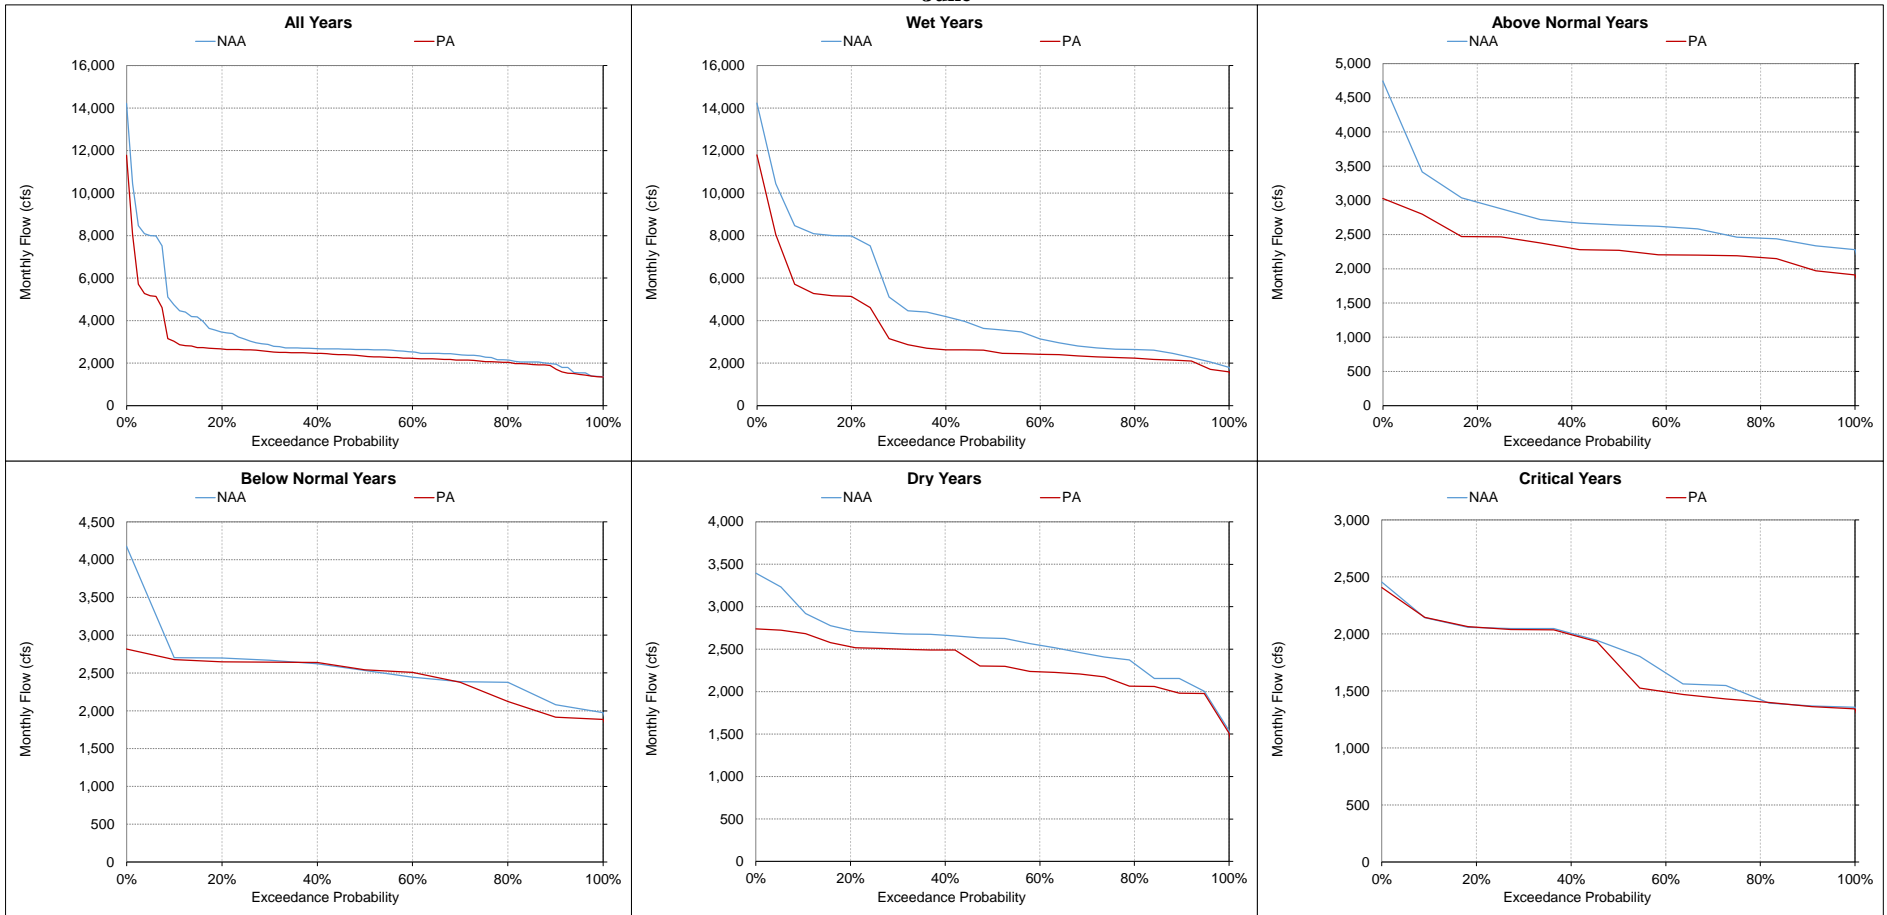 All Years
NAA PA
16,000
14,000
12,000
10,000
8,000
6,000
4,000
2,000
0
Monthly Flow (cfs)
0% 20% 40% 60% 80% 100%
Exceedance Probability
Wet Years
NAA PA
16,000
14,000
12,000
10,000
8,000
6,000
4,000
2,000
0
Monthly Flow (cfs)
0% 20% 40% 60% 80% 100%
Exceedance Probability
Above Normal Years
NAA PA
5,000
4,500
4,000
3,500
3,000
2,500
2,000
1,500
1,000
500
0
Monthly Flow (cfs)
0% 20% 40% 60% 80% 100%
Exceedance Probability
Below Normal Years
NAA PA
4,500
4,000
3,500
3,000
2,500
2,000
1,500
1,000
500
0
Monthly Flow (cfs)
0% 20% 40% 60% 80% 100%
Exceedance Probability
Dry Years
NAA PA
4,000
3,500
3,000
2,500
2,000
1,500
1,000
500
0
Monthly Flow (cfs)
0% 20% 40% 60% 80% 100%
Exceedance Probability
Critical Years
NAA PA
3,000
2,500
2,000
1,500
1,000
500
0
Monthly Flow (cfs)
0% 20% 40% 60% 80% 100%
Exceedance Probability